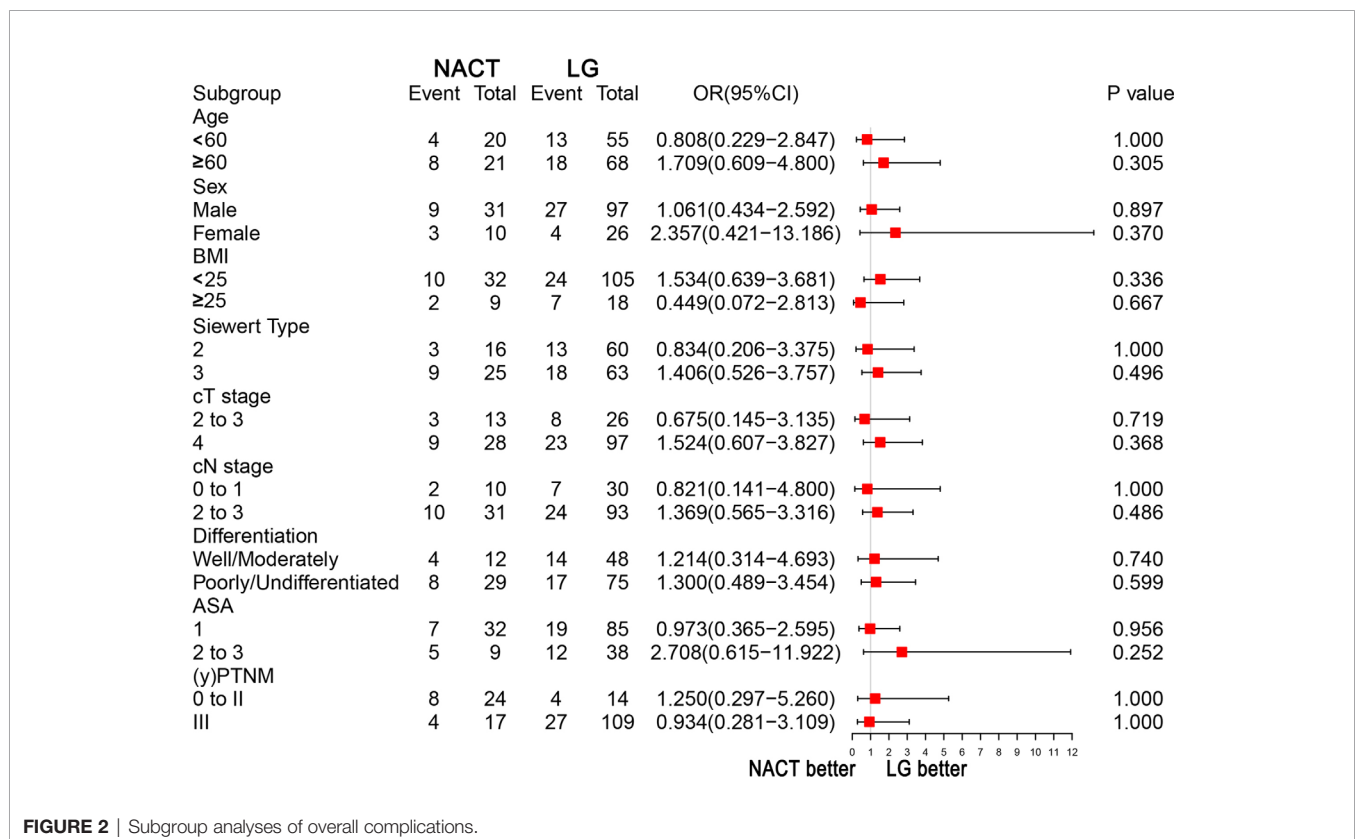 NACT LG
Subgroup Event Total Event Total OR(95%CI) P value
Age
<60 4 20 13 55 0.808(0.229−2.847) 1.000
≥60 8 21 18 68 1.709(0.609−4.800) 0.305
Sex
Male 9 31 27 97 1.061(0.434−2.592) 0.897
Female 3 10 4 26 2.357(0.421−13.186) 0.370
BMI
<25 10 32 24 105 1.534(0.639−3.681) 0.336
≥25 2 9 7 18 0.449(0.072−2.813) 0.667
Siewert Type
2 3 16 13 60 0.834(0.206−3.375) 1.000
3 9 25 18 63 1.406(0.526−3.757) 0.496
cT stage
2 to 3 3 13 8 26 0.675(0.145−3.135) 0.719
4 9 28 23 97 1.524(0.607−3.827) 0.368
cN stage
0 to 1 2 10 7 30 0.821(0.141−4.800) 1.000
2 to 3 10 31 24 93 1.369(0.565−3.316) 0.486
Differentiation
Well/Moderately 4 12 14 48 1.214(0.314−4.693) 0.740
Poorly/Undifferentiated 8 29 17 75 1.300(0.489−3.454) 0.599
ASA
1 7 32 19 85 0.973(0.365−2.595) 0.956
2 to 3 5 9 12 38 2.708(0.615−11.922) 0.252
(y)PTNM
0 to II 8 24 4 14 1.250(0.297−5.260) 1.000
III 4 17 27 109 0.934(0.281−3.109) 1.000
0 1 2 3 4 5 6 7 8 9 10 11 12
NACT better LG better
FIGURE 2 | Subgroup analyses of overall complications.